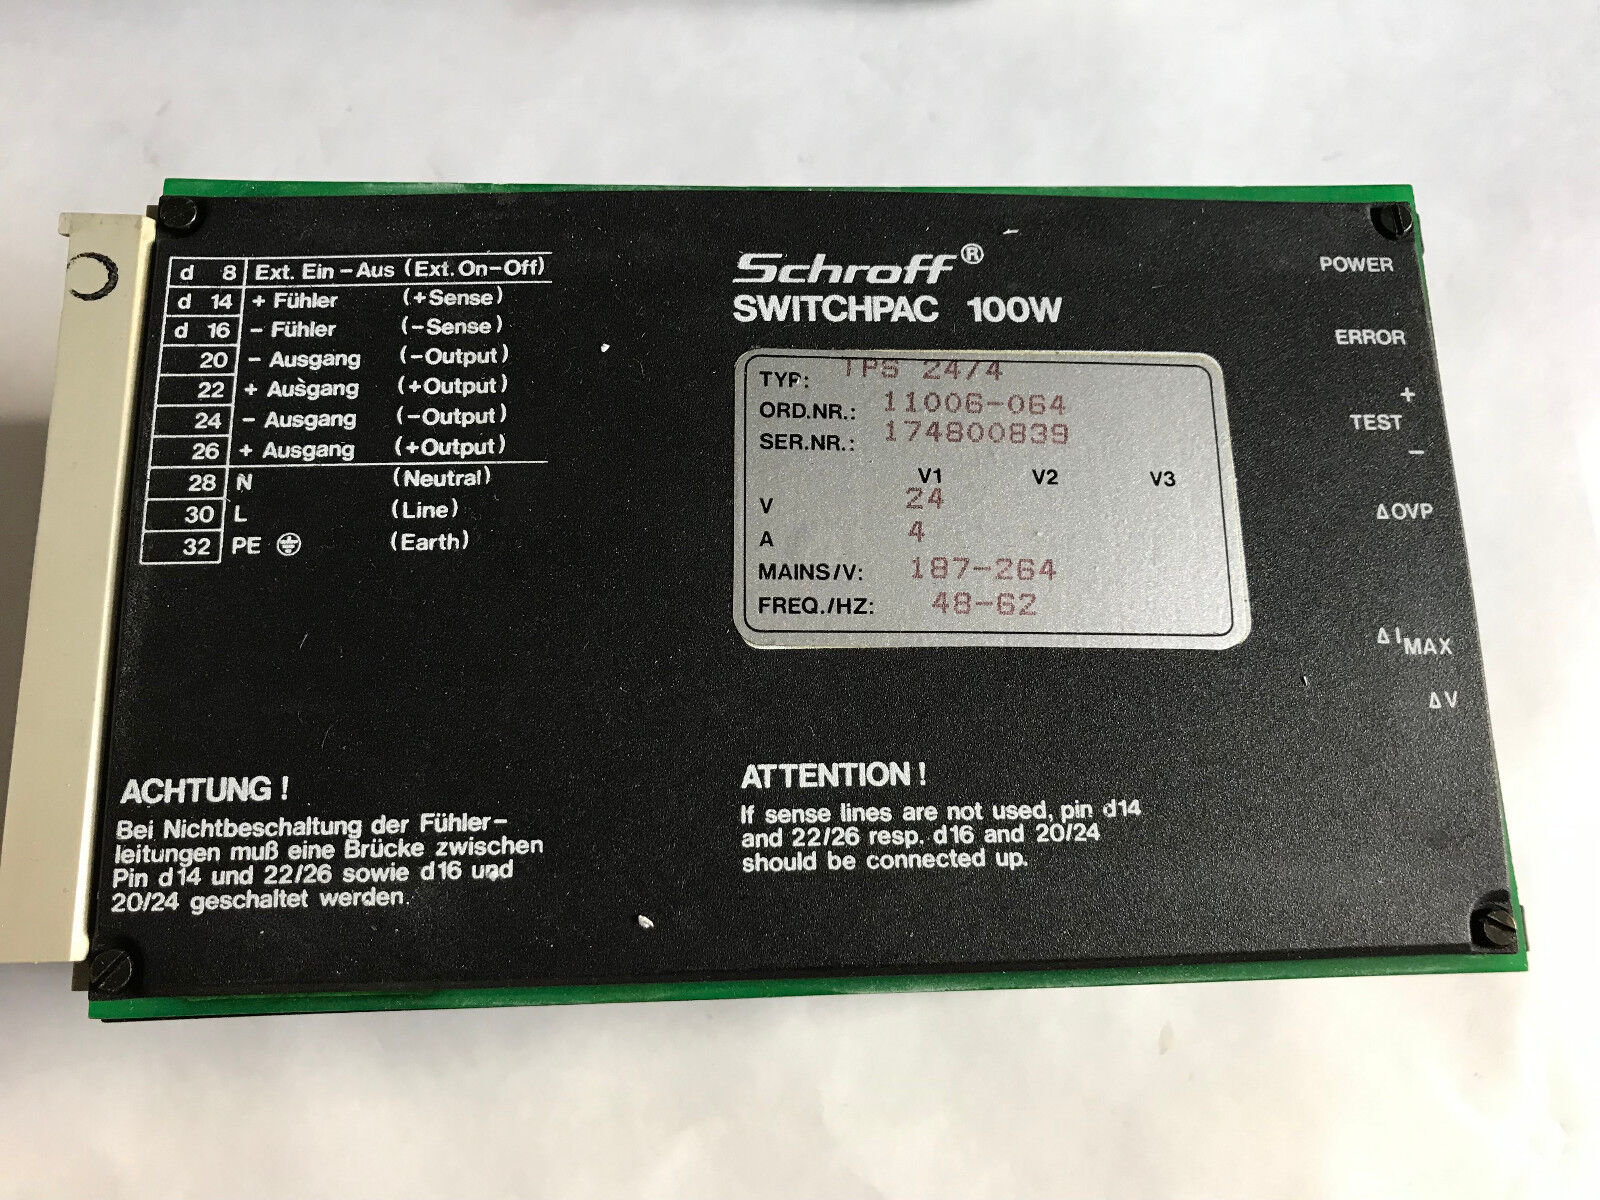 d 8 Ext. Ein-Aus (Ext. On-Off)
d 14 + Fühler (+Sense)
d 16 - Fühler (-Sense)
20 - Ausgang (-Output)
22 + Ausgang (+Output)
24 - Ausgang (-Output)
26 + Ausgang (+Output)
28 N (Neutral)
30 L (Line)
32 PE (Earth)
ACHTUNG !
Bei Nichtbeschaltung der Fühler-
leitungen muß eine Brücke zwischen
Pin d14 und 22/26 sowie d16 und
20/24 geschaltet werden.
Schroff®
SWITCHPAC 100W
TYP: TPS 24/4
ORD.NR.: 11006-064
SER.NR.: 174800839
V1 V2 V3
V 24
A 4
MAINS/V: 187-264
FREQ./HZ: 48-62
ATTENTION !
If sense lines are not used, pin d14
and 22/26 resp. d16 and 20/24
should be connected up.
POWER
ERROR
+
TEST
-
ΔOVP
ΔI MAX
ΔV